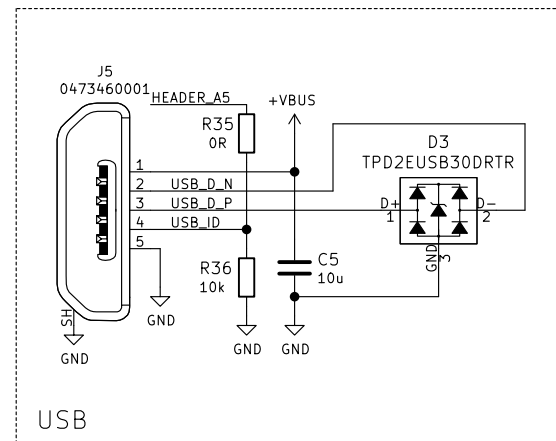 J5
0473460001
HEADER_A5
+VBUS
R35
0R
D3
TPD2EUSB30DRTR
1
2
USB_D_N
3
USB_D_P
4
USB_ID
5
D+
1
D-
2
GND
3
R36
10k
C5
10u
GND
SH
GND
GND
GND
USB